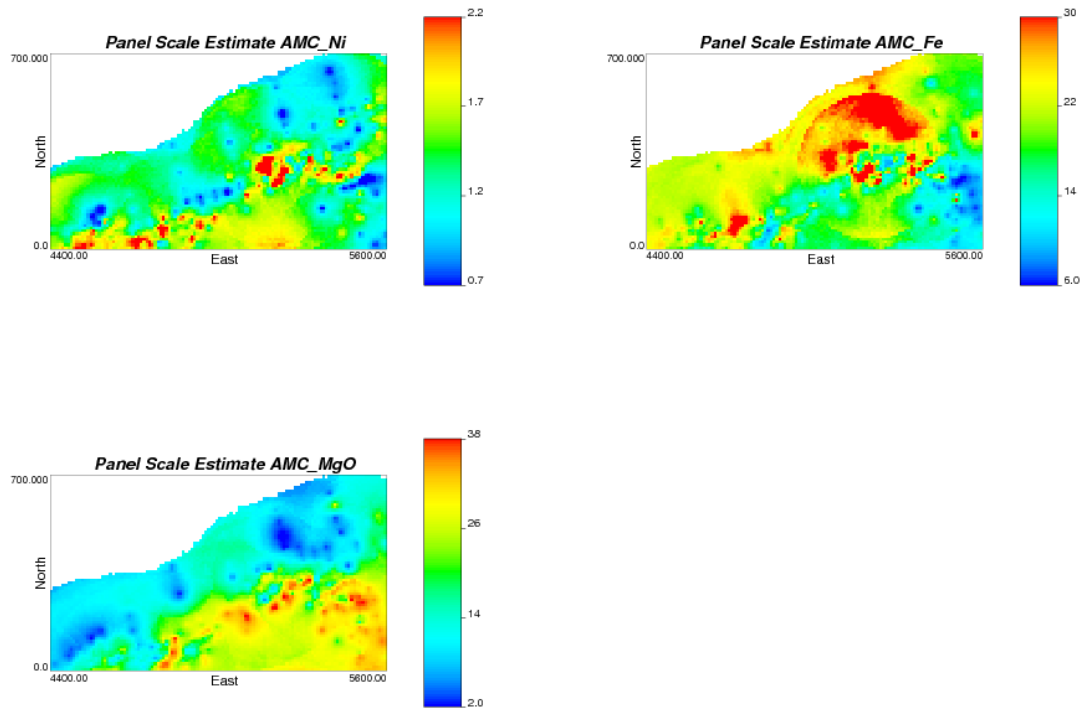 Panel Scale Estimate AMC_Ni
700.000
North
0.0
4400.00
5600.00
East
2.2
1.7
1.2
0.7
Panel Scale Estimate AMC_Fe
700.000
North
0.0
4400.00
5600.00
East
30
22
14
6.0
Panel Scale Estimate AMC_MgO
700.000
North
0.0
4400.00
5600.00
East
38
26
14
2.0